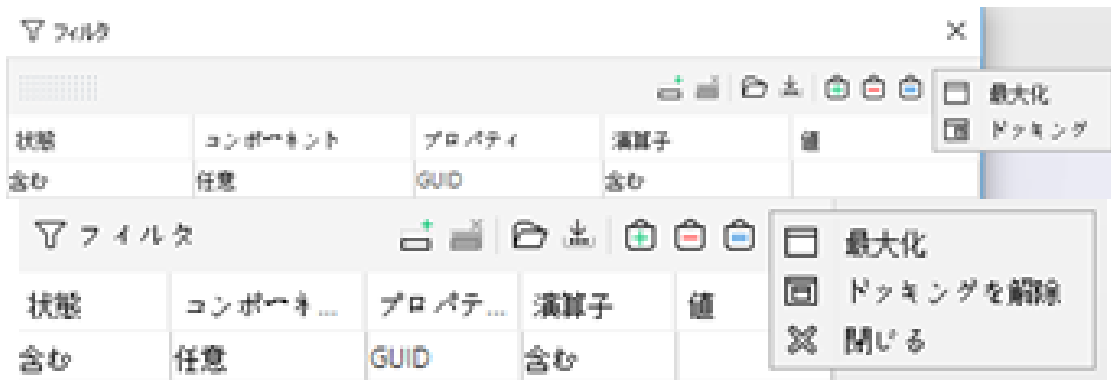 フィルタ
最大化
ドッキング
状態 コンポーネント プロパティ 演算子 値
含む 任意 GUID 含む
フィルタ
最大化
ドッキングを解除
閉じる
状態 コンポーネ... プロパテ... 演算子 値
含む 任意 GUID 含む